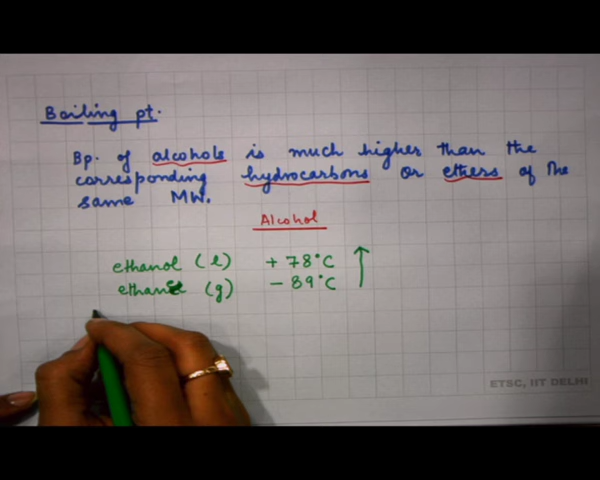 Boiling pt.
Bp. of alcohols is much higher than the
corresponding hydrocarbons or ethers of the
same MW.
Alcohol
ethanol (l) + 78°C
ethane (g) - 89°C
ETSC, IIT DELHI